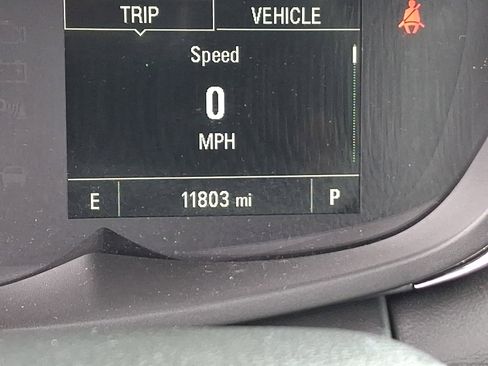 TRIP VEHICLE
Speed
0
MPH
E 11803 mi P